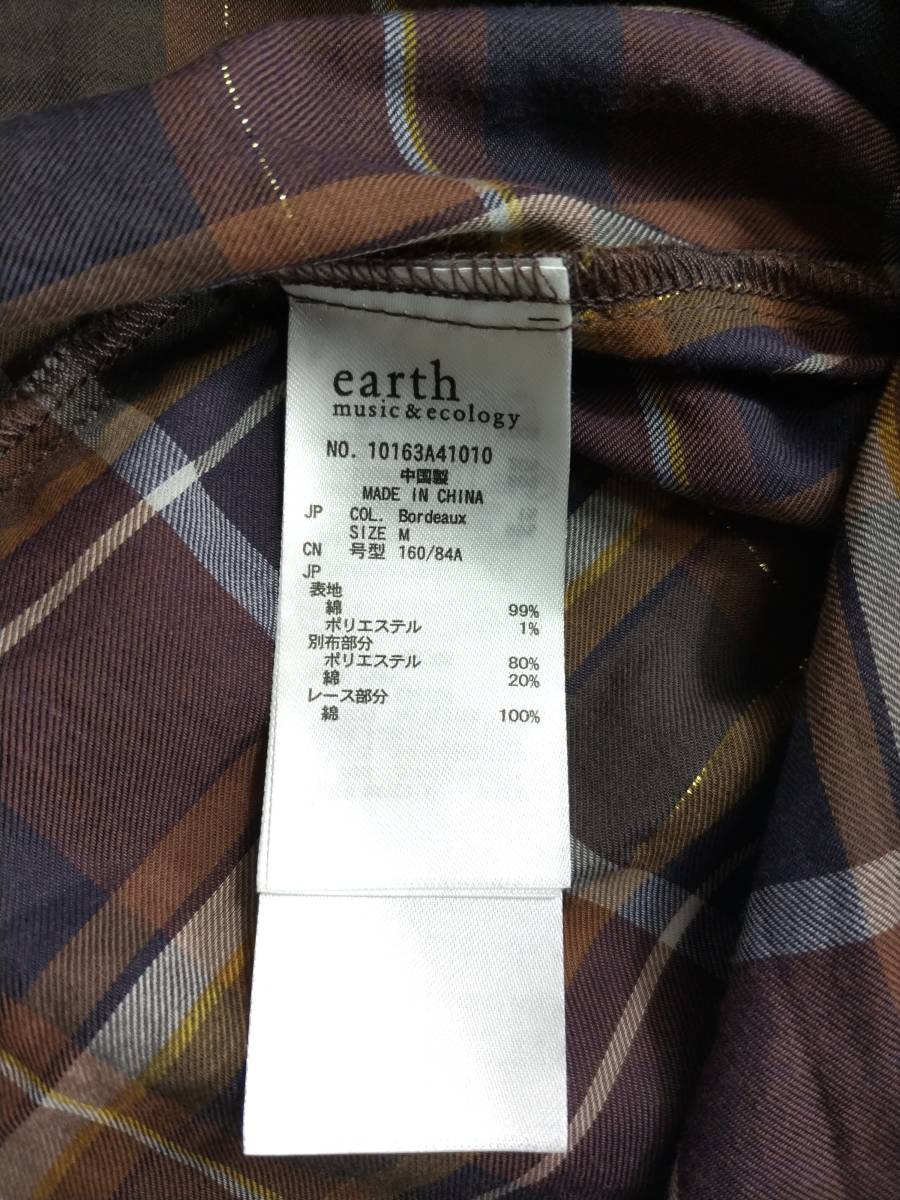 earth
music & ecology
NO. 10163A41010
中国製
MADE IN CHINA
JP COL. Bordeaux
SIZE M
CN 号型 160/84A
JP
表地
綿 99%
ポリエステル 1%
別布部分
ポリエステル 80%
綿 20%
レース部分
綿 100%